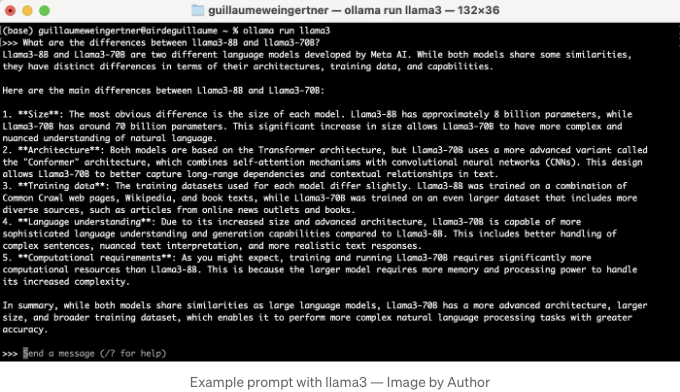 guillaumeweingertner — ollama run llama3 — 132×36
(base) guillaumeweingertner@airdeguillaume ~ % ollama run llama3
>>> What are the differences between llama3-8B and llama3-70B?
Llama3-8B and Llama3-70B are two different language models developed by Meta AI. While both models share some similarities,
they have distinct differences in terms of their architectures, training data, and capabilities.
Here are the main differences between Llama3-8B and Llama3-70B:
1. **Size**: The most obvious difference is the size of each model. Llama3-8B has approximately 8 billion parameters, while
Llama3-70B has around 70 billion parameters. This significant increase in size allows Llama3-70B to have more complex and
nuanced understanding of natural language.
2. **Architecture**: Both models are based on the Transformer architecture, but Llama3-70B uses a more advanced variant called
the "Conformer" architecture, which combines self-attention mechanisms with convolutional neural networks (CNNs). This design
allows Llama3-70B to better capture long-range dependencies and contextual relationships in text.
3. **Training data**: The training datasets used for each model differ slightly. Llama3-8B was trained on a combination of
Common Crawl web pages, Wikipedia, and book texts, while Llama3-70B was trained on an even larger dataset that includes more
diverse sources, such as articles from online news outlets and books.
4. **Language understanding**: Due to its increased size and advanced architecture, Llama3-70B is capable of more
sophisticated language understanding and generation capabilities compared to Llama3-8B. This includes better handling of
complex sentences, nuanced text interpretation, and more realistic text responses.
5. **Computational requirements**: As you might expect, training and running Llama3-70B requires significantly more
computational resources than Llama3-8B. This is because the larger model requires more memory and processing power to handle
its increased complexity.
In summary, while both models share similarities as large language models, Llama3-70B has a more advanced architecture, larger
size, and broader training dataset, which enables it to perform more complex natural language processing tasks with greater
accuracy.
>>> Send a message (/? for help)
Example prompt with llama3 — Image by Author